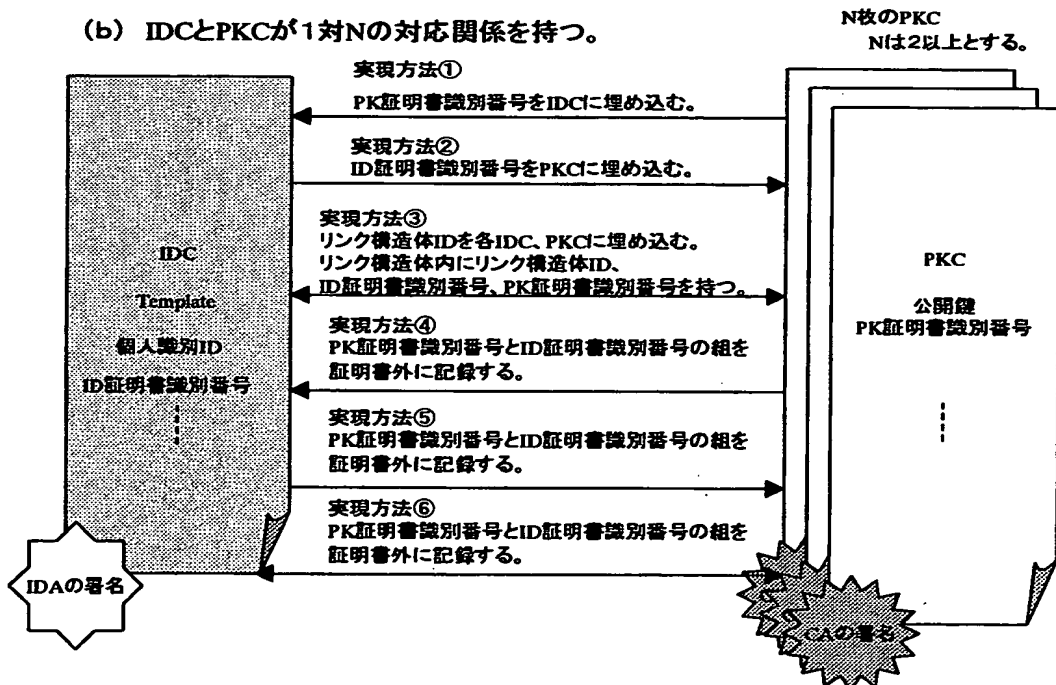 (b) IDCとPKCが1対Nの対応関係を持つ。
N枚のPKC
Nは2以上とする。
実現方法①
PK証明書識別番号をIDCに埋め込む。
実現方法②
ID証明書識別番号をPKCに埋め込む。
実現方法③
リンク構造体IDを各IDC、PKCに埋め込む。
リンク構造体内にリンク構造体ID、
ID証明書識別番号、PK証明書識別番号を持つ。
実現方法④
PK証明書識別番号とID証明書識別番号の組を
証明書外に記録する。
実現方法⑤
PK証明書識別番号とID証明書識別番号の組を
証明書外に記録する。
実現方法⑥
PK証明書識別番号とID証明書識別番号の組を
証明書外に記録する。
IDC
Template
個人識別ID
ID証明書識別番号
IDAの署名
PKC
公開鍵
PK証明書識別番号
CAの署名